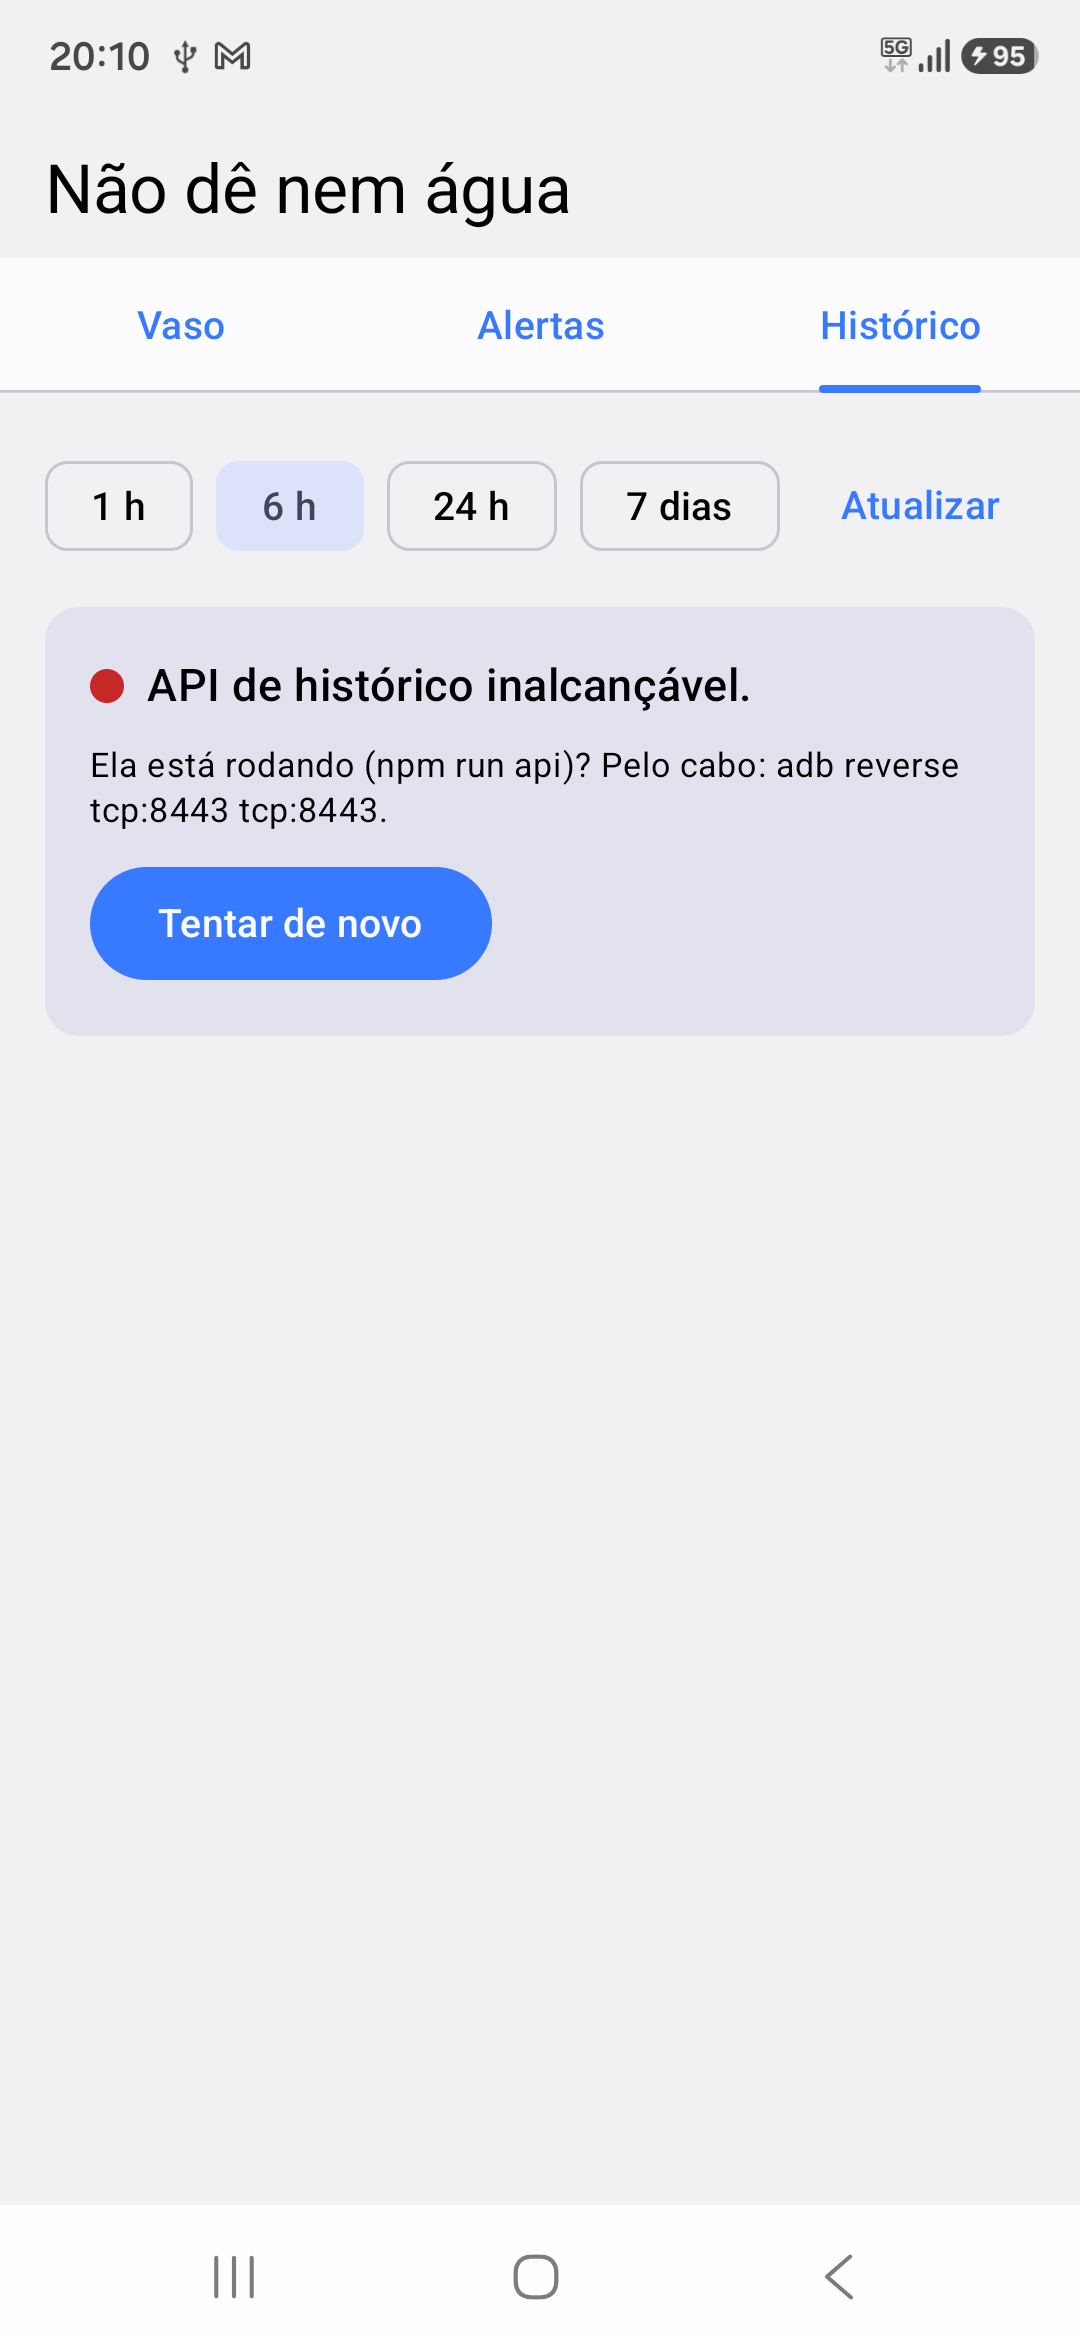 20:10
5G
95
Não dê nem água
Vaso Alertas Histórico
1 h 6 h 24 h 7 dias Atualizar
API de histórico inalcançável.
Ela está rodando (npm run api)? Pelo cabo: adb reverse
tcp:8443 tcp:8443.
Tentar de novo